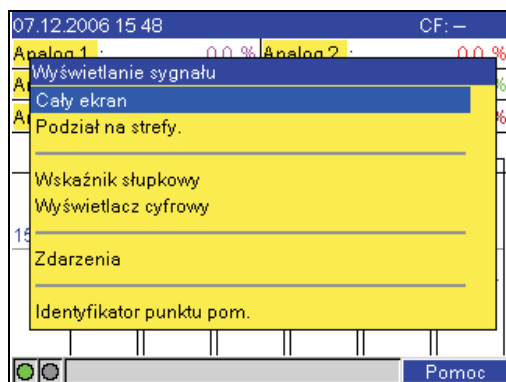 07.12.2006 15 48 CF: —
Analog 1 : 0,0 % Analog 2 : 0,0 %
Wyświetlanie sygnału
Cały ekran
Podział na strefy.
Wskaźnik słupkowy
Wyświetlacz cyfrowy
Zdarzenia
Identyfikator punktu pom.
Pomoc